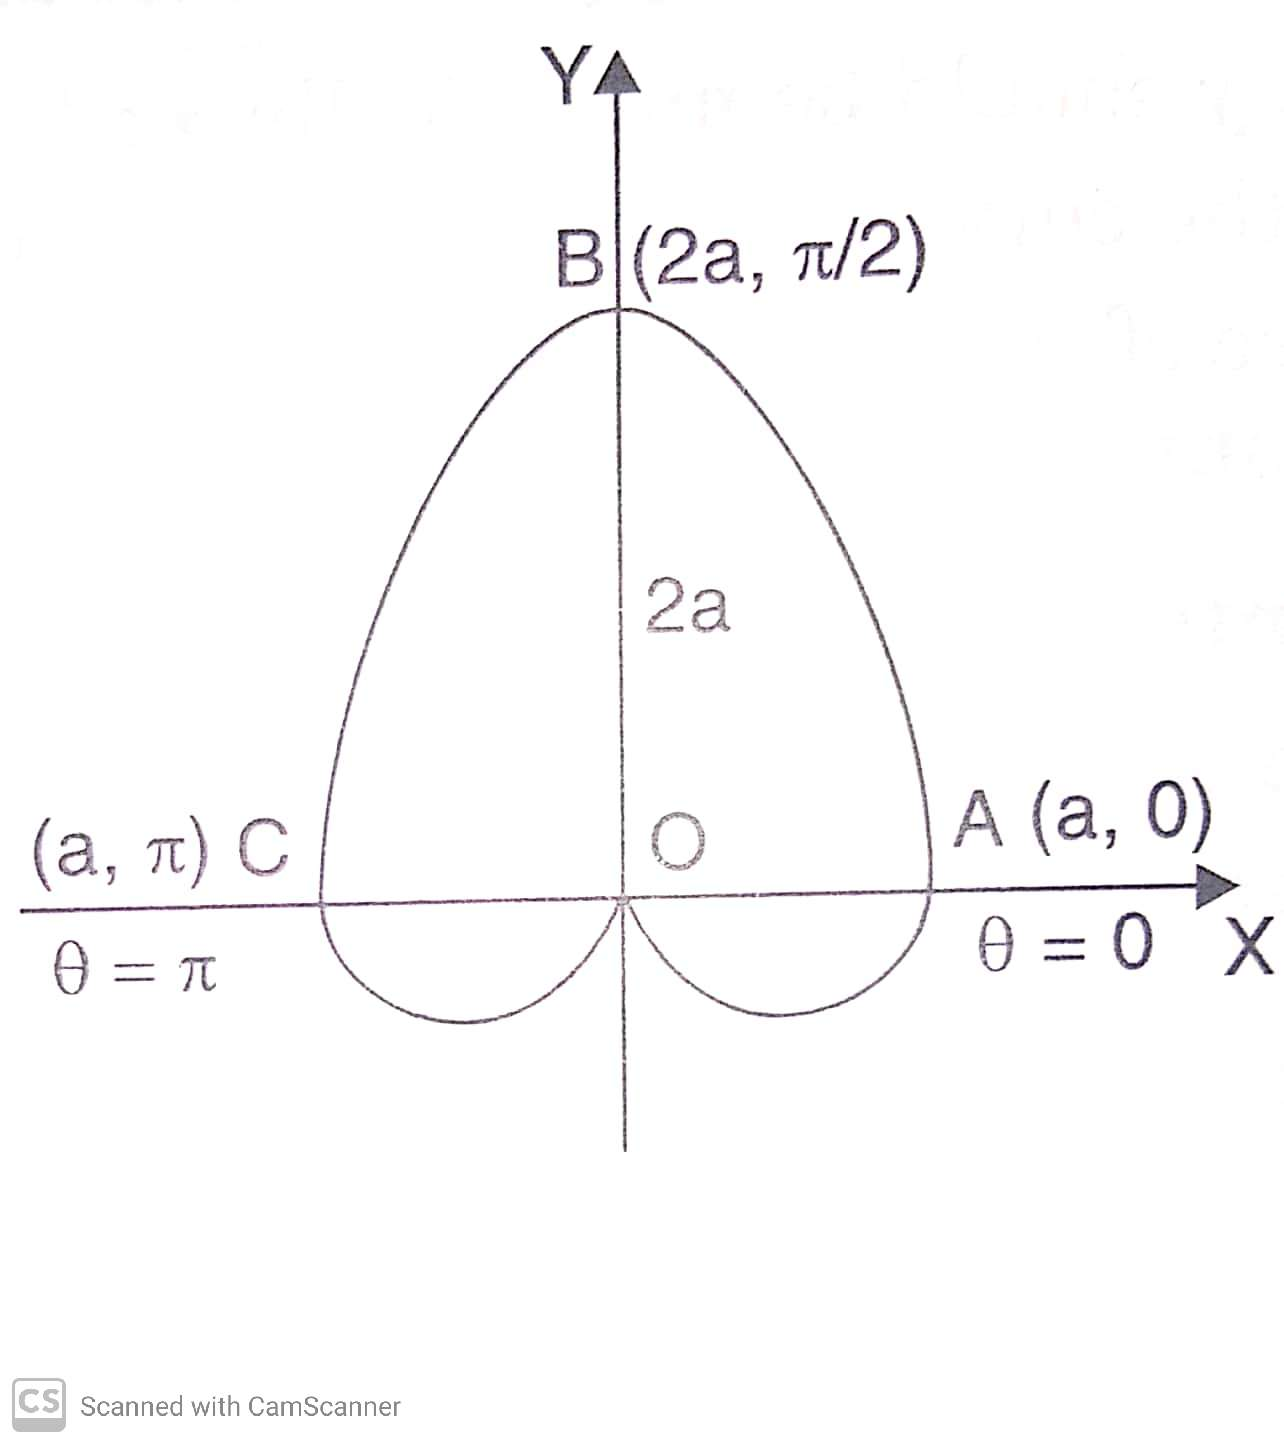 Y
B (2a, π/2)
2a
O
(a, π) C
A (a, 0)
θ = π
θ = 0
X
CS Scanned with CamScanner